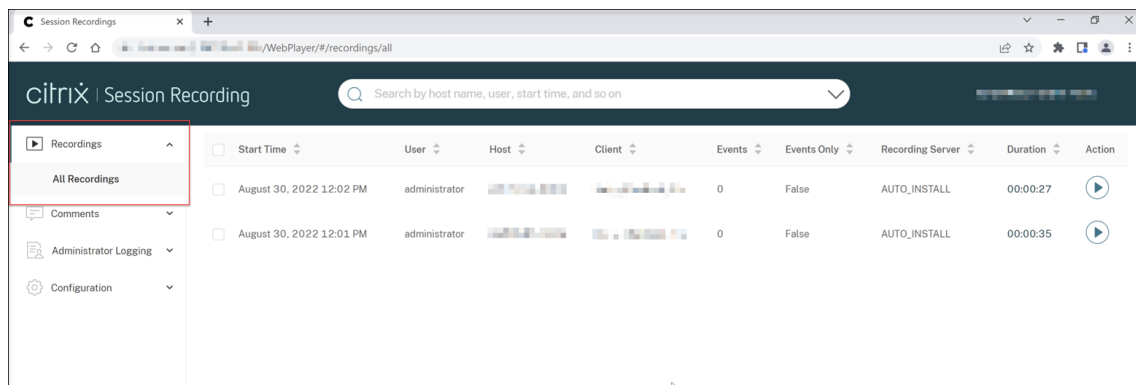 Session Recordings
/WebPlayer/#/recordings/all
citrix | Session Recording
Search by host name, user, start time, and so on
Recordings
All Recordings
Comments
Administrator Logging
Configuration
Start Time User Host Client Events Events Only Recording Server Duration Action
August 30, 2022 12:02 PM administrator 0 False AUTO_INSTALL 00:00:27
August 30, 2022 12:01 PM administrator 0 False AUTO_INSTALL 00:00:35